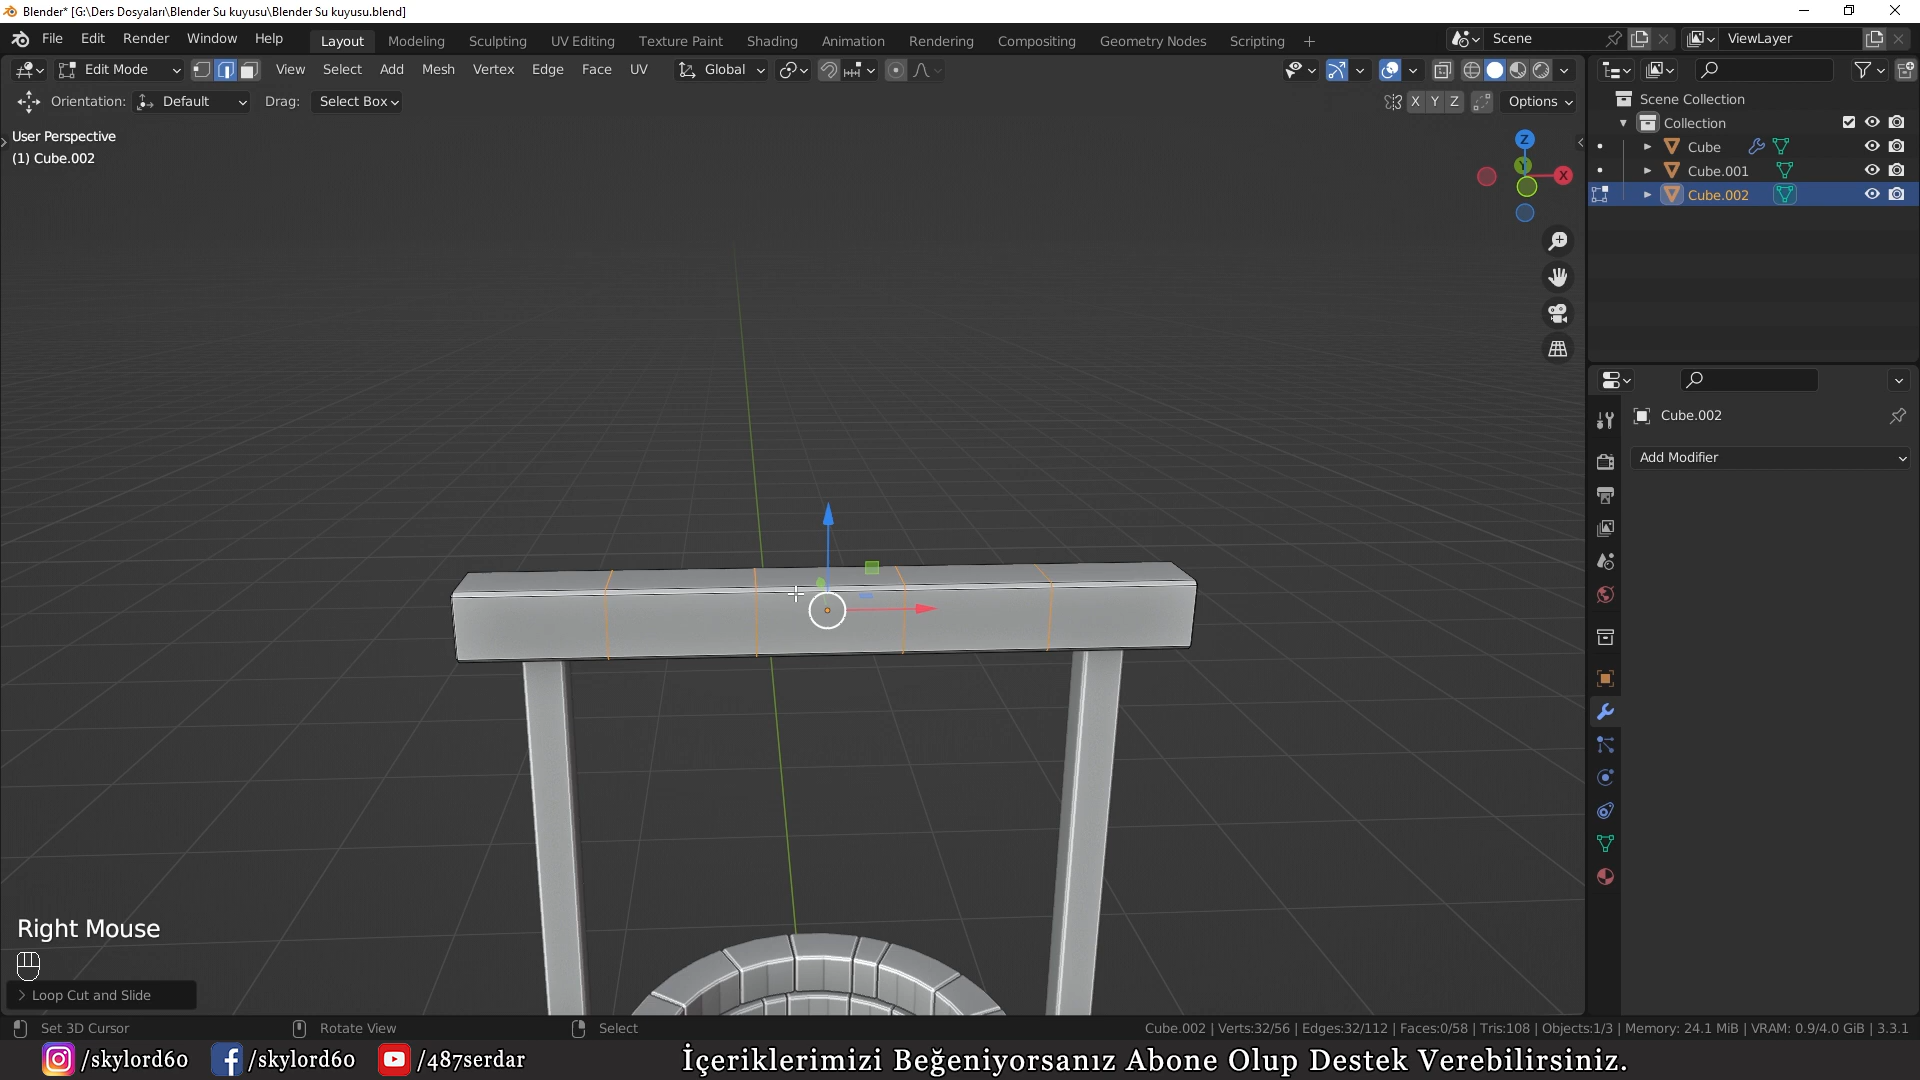 Blender* [G:\Ders Dosyaları\Blender Su kuyusu\Blender Su kuyusu.blend]
File Edit Render Window Help Layout Modeling Sculpting UV Editing Texture Paint Shading Animation Rendering Compositing Geometry Nodes Scripting + Scene ViewLayer
Edit Mode View Select Add Mesh Vertex Edge Face UV Global
Orientation: Default Drag: Select Box X Y Z Options
Scene Collection
Collection
Cube
Cube.001
Cube.002
User Perspective
(1) Cube.002
Z
Y
X
Cube.002
Add Modifier
Right Mouse
Loop Cut and Slide
Set 3D Cursor Rotate View Select Cube.002 | Verts:32/56 | Edges:32/112 | Faces:0/58 | Tris:108 | Objects:1/3 | Memory: 24.1 MiB | VRAM: 0.9/4.0 GiB | 3.3.1
/skylord60 /skylord60 /487serdar İçeriklerimizi Beğeniyorsanız Abone Olup Destek Verebilirsiniz.